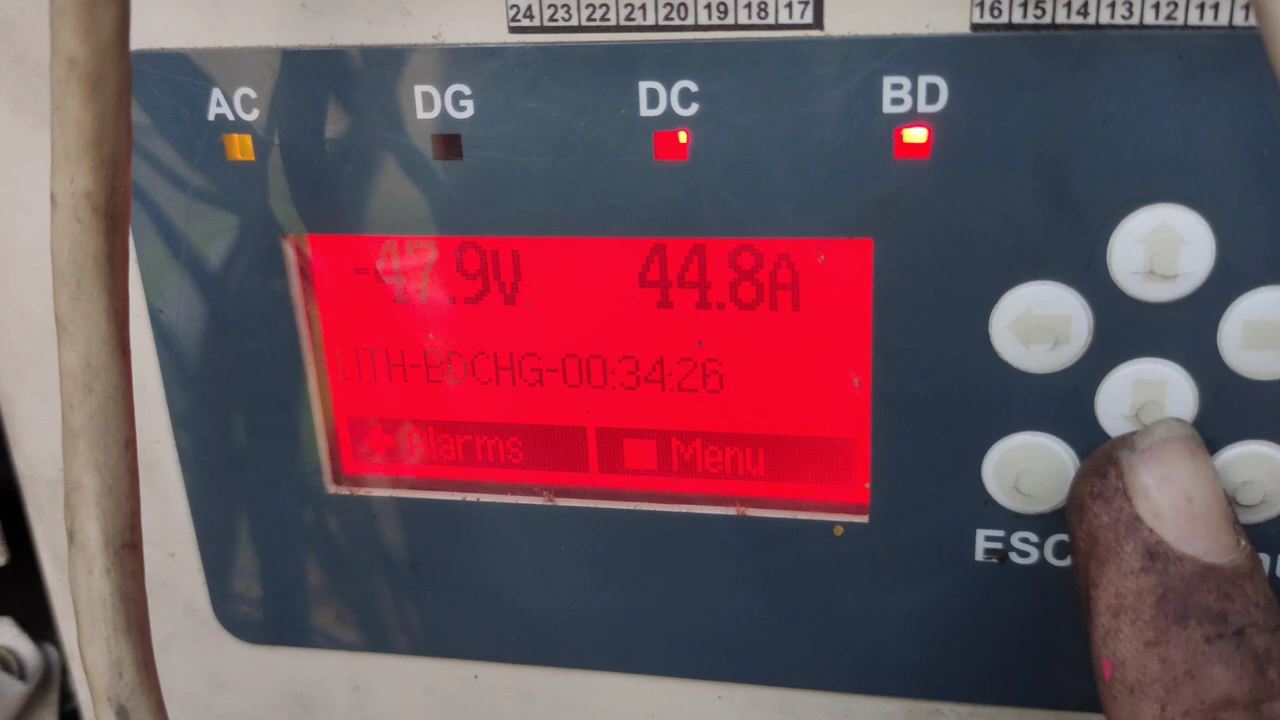 24 23 22 21 20 19 18 17
16 15 14 13 12 11
AC DG DC BD
-47.9V 44.8A
LITH-BDCHG-00:34:26
Alarms Menu
ESC